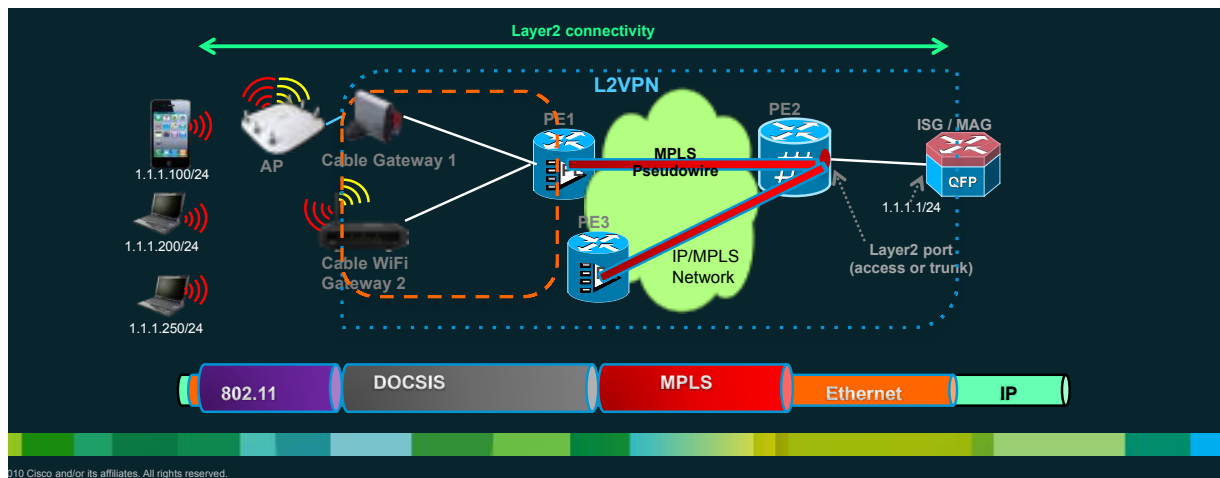 Layer2 connectivity
L2VPN
PE1
PE2
ISG / MAG
AP
Cable Gateway 1
MPLS
Pseudowire
QFP
1.1.1.100/24
1.1.1.1/24
PE3
1.1.1.200/24
Cable WiFi
Gateway 2
IP/MPLS
Network
Layer2 port
(access or trunk)
1.1.1.250/24
802.11
DOCSIS
MPLS
Ethernet
IP
010 Cisco and/or its affiliates. All rights reserved.